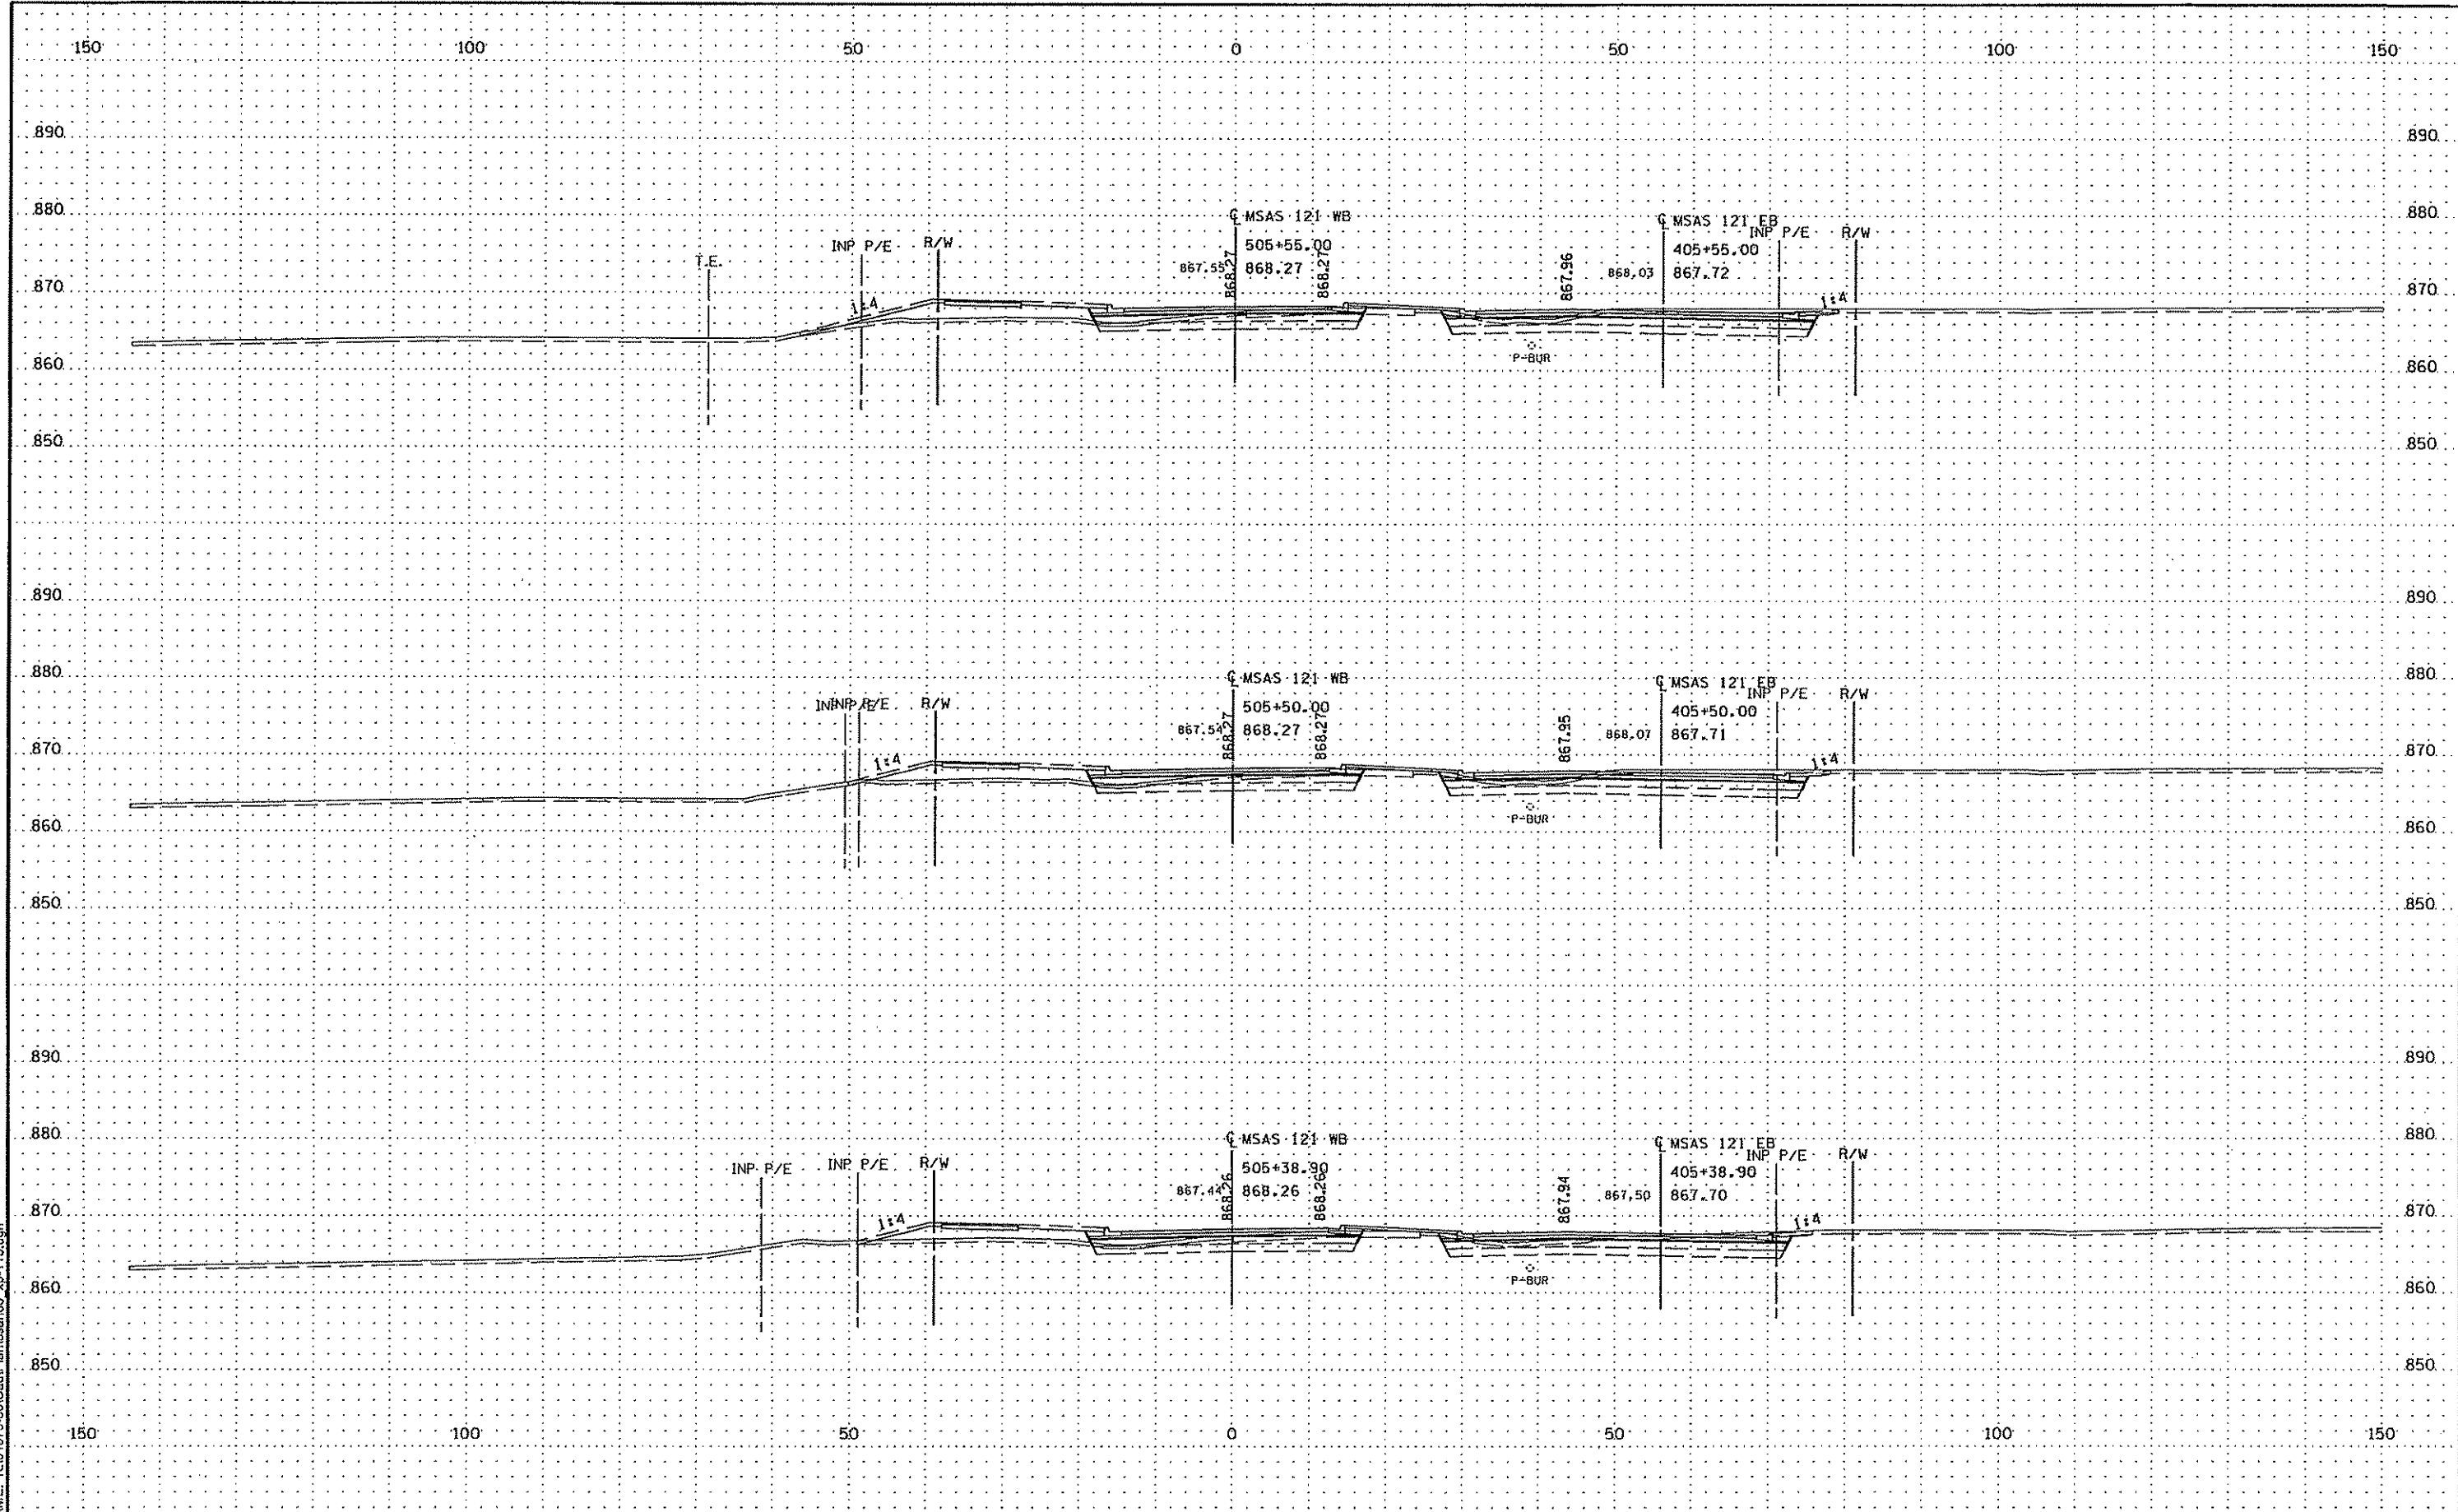 150 100 50 0 50 100 150
890 890
880 880
℄ MSAS 121 WB
℄ MSAS 121 EB
T.E. INP P/E R/W 505+55.00 405+55.00 INP P/E R/W
867.55 868.27 868.27 868.27 867.96 868.03 867.72
870 870
1:4 1:4
P-BUR
860 860
850 850
890 890
880 880
℄ MSAS 121 WB
℄ MSAS 121 EB
INP P/E INP P/E R/W 505+50.00 405+50.00 INP P/E R/W
867.54 868.27 868.27 868.27 867.95 868.07 867.71
870 870
1:4 1:4
P-BUR
860 860
850 850
890 890
880 880
℄ MSAS 121 WB
℄ MSAS 121 EB
INP P/E INP P/E R/W 505+38.90 405+38.90 INP P/E R/W
867.44 868.26 868.26 868.26 867.94 867.50 867.70
870 870
1:4 1:4
P-BUR
860 860
850 850
150 100 50 0 50 100 150